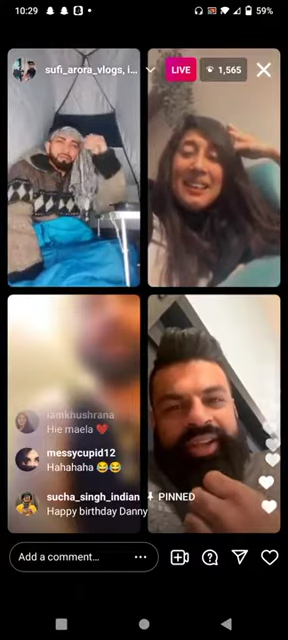 10:29
59%
sufi_arora_vlogs, i...
LIVE
1,565
iamkhushrana
Hie maela ❤️
messycupid12
Hahahaha 😂😂
sucha_singh_indian
PINNED
Happy birthday Danny
Add a comment...